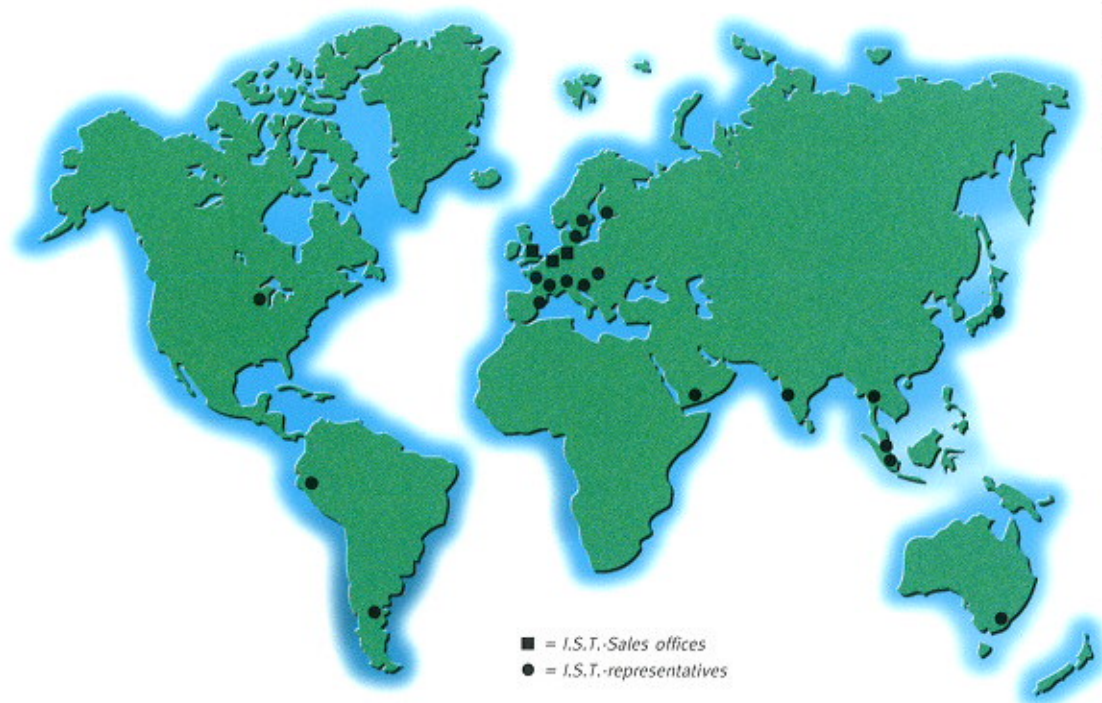 ■ = I.S.T.-Sales offices
● = I.S.T.-representatives